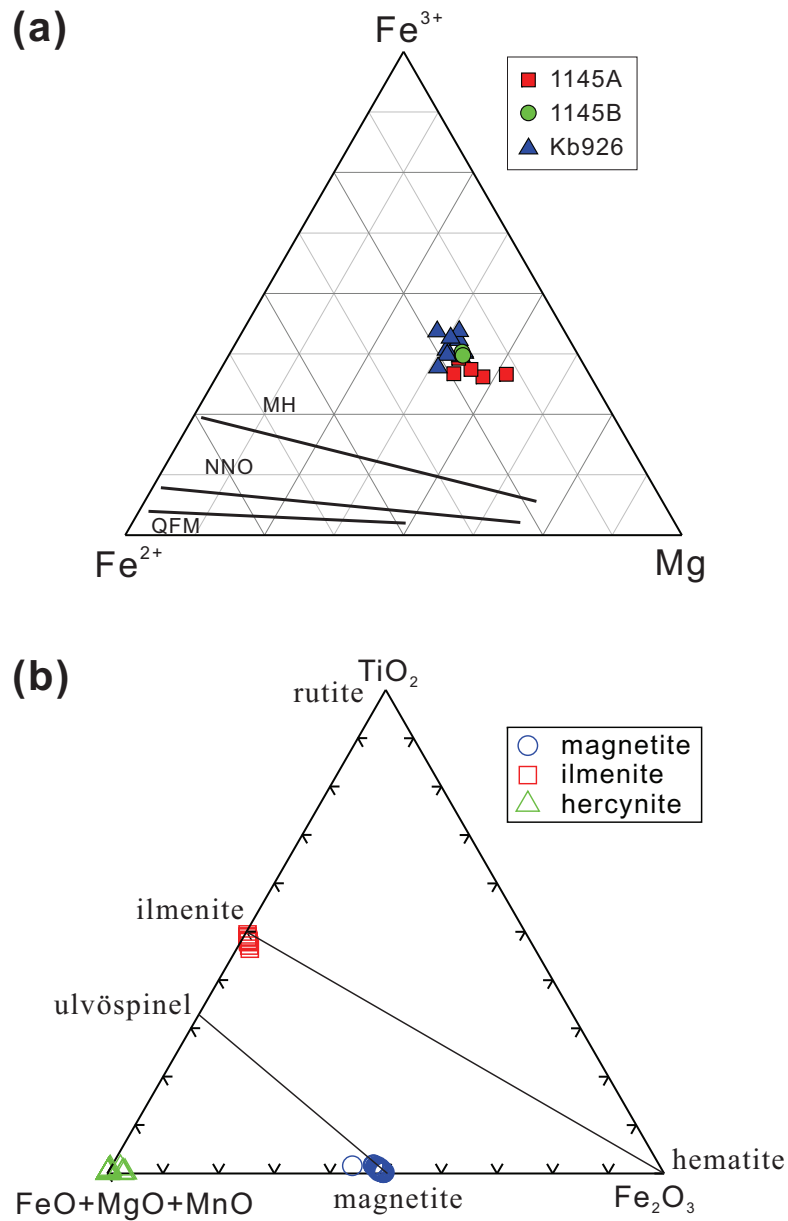 (a)
Fe³⁺
1145A
1145B
Kb926
MH
NNO
QFM
Fe²⁺
Mg
(b)
TiO₂
rutite
magnetite
ilmenite
hercynite
ilmenite
ulvöspinel
hematite
FeO+MgO+MnO
magnetite
Fe₂O₃